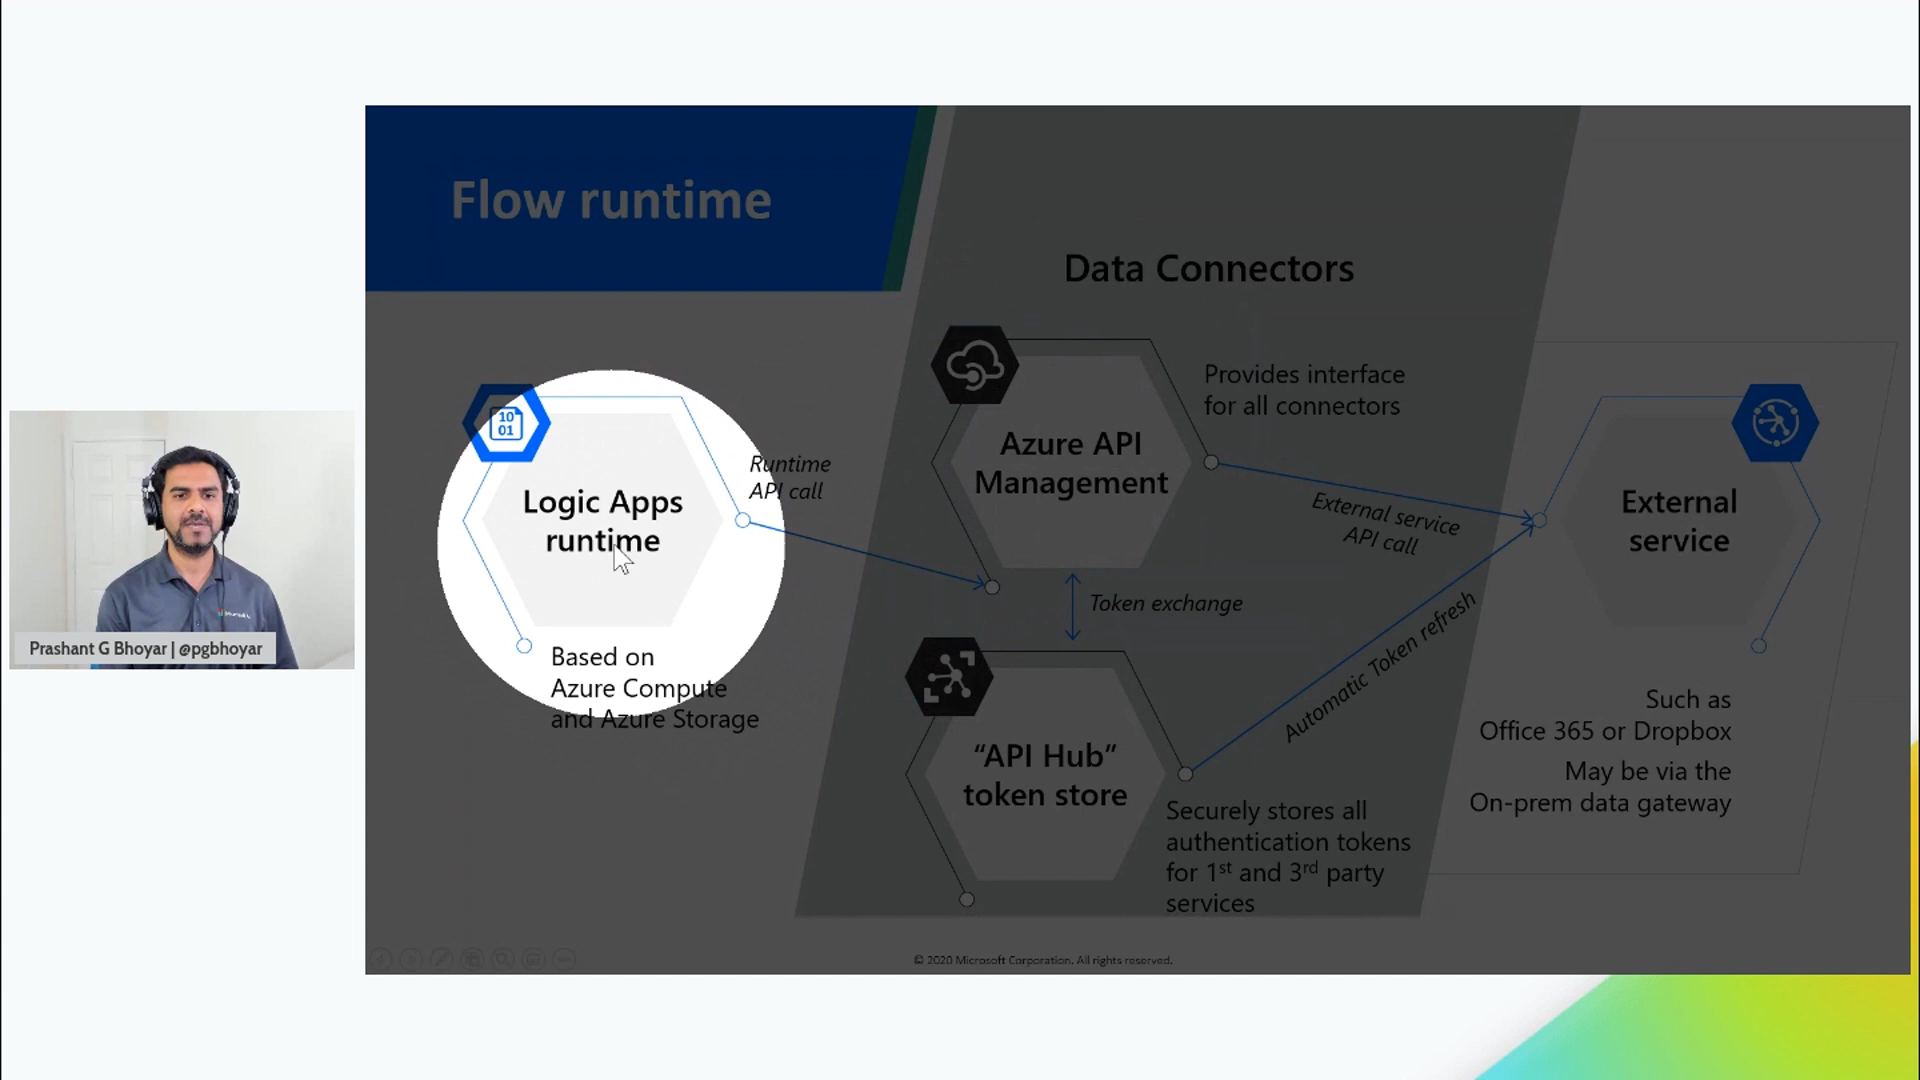 Flow runtime
Data Connectors
10
01
Logic Apps
runtime
Based on
Azure Compute
and Azure Storage
Runtime
API call
Azure API
Management
Provides interface
for all connectors
Token exchange
"API Hub"
token store
Securely stores all
authentication tokens
for 1st and 3rd party
services
External service
API call
Automatic Token refresh
External
service
Such as
Office 365 or Dropbox
May be via the
On-prem data gateway
Prashant G Bhoyar | @pgbhoyar
© 2020 Microsoft Corporation. All rights reserved.